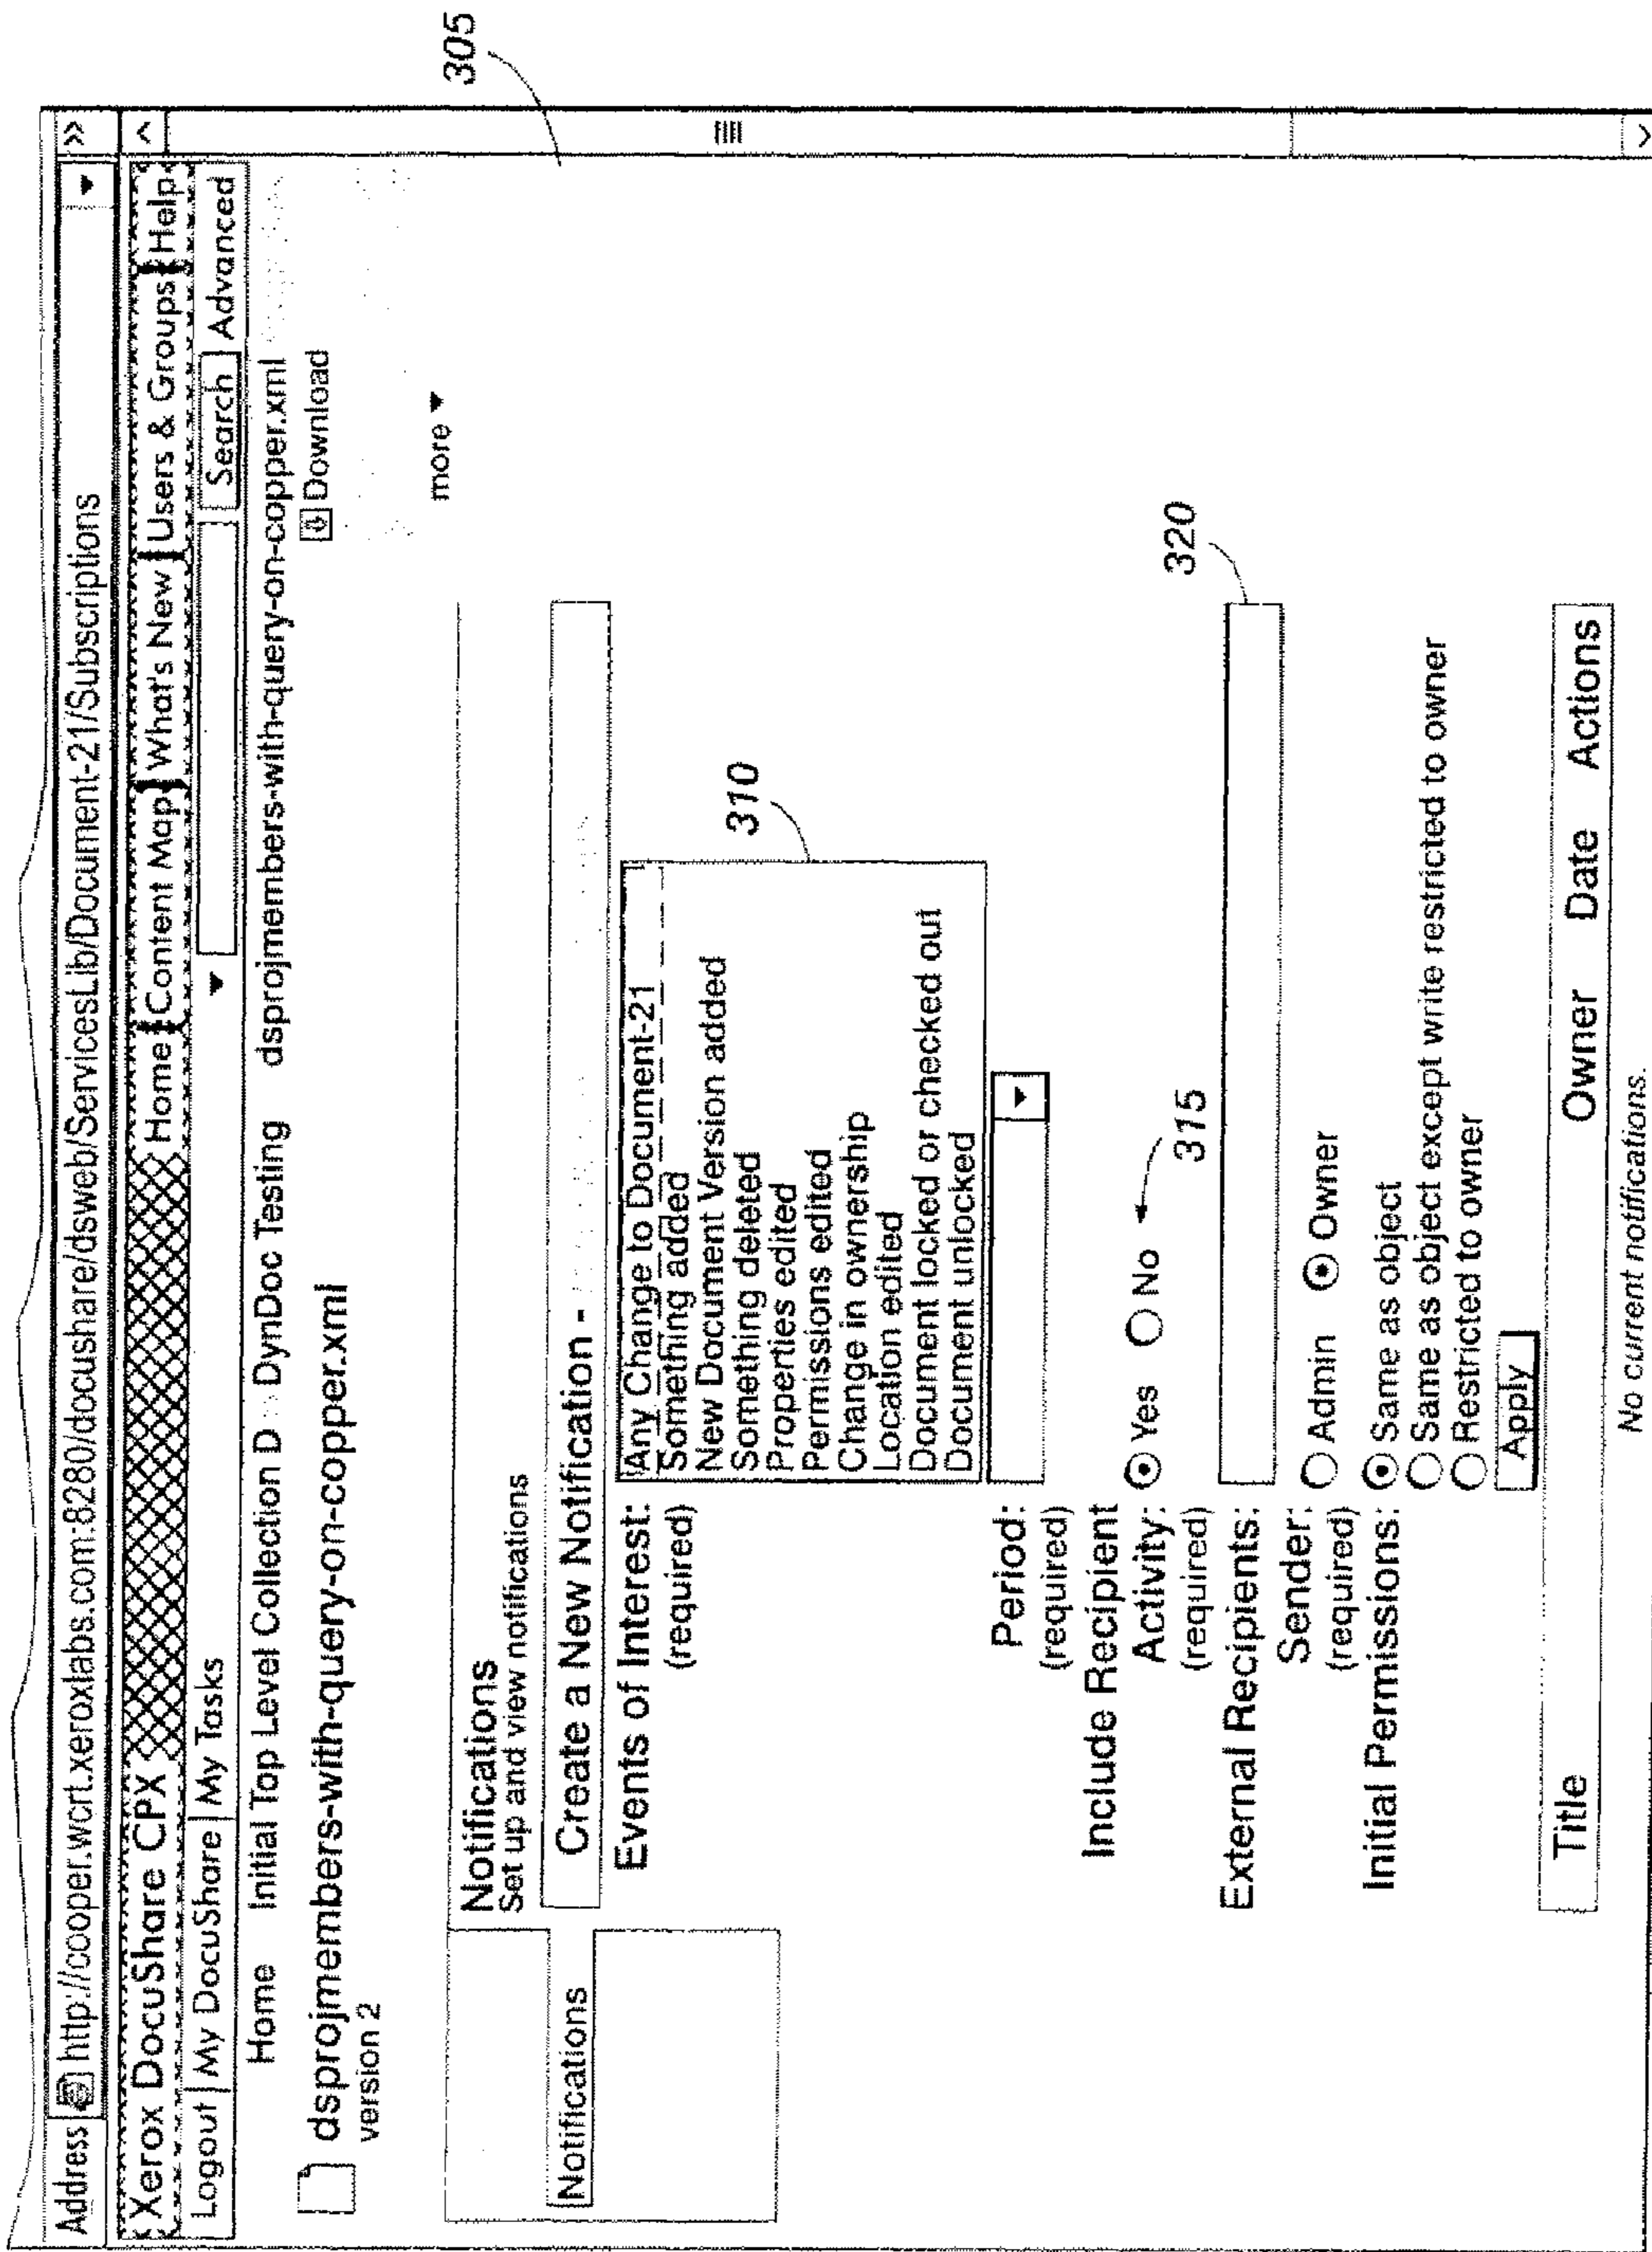 Address http://cooper.wcrt.xeroxlabs.com:8280/docushare/dsweb/ServicesLib/Document-21/Subscriptions
Xerox DocuShare CPX Home Content Map What's New Users & Groups Help
Logout | My DocuShare | My Tasks Search Advanced
Home Initial Top Level Collection D DynDoc Testing dsprojmembers-with-query-on-copper.xml
dsprojmembers-with-query-on-copper.xml Download
version 2
more
305
Notifications
Set up and view notifications
Notifications
Create a New Notification -
Events of Interest:
(required)
Any Change to Document-21
Something added
New Document Version added
Something deleted
Properties edited
Permissions edited
Change in ownership
Location edited
Document locked or checked out
Document unlocked
310
Period:
(required)
Include Recipient
Activity: Yes No
(required)
315
External Recipients:
320
Sender: Admin Owner
(required)
Initial Permissions: Same as object
Same as object except write restricted to owner
Restricted to owner
Apply
Title Owner Date Actions
No current notifications.